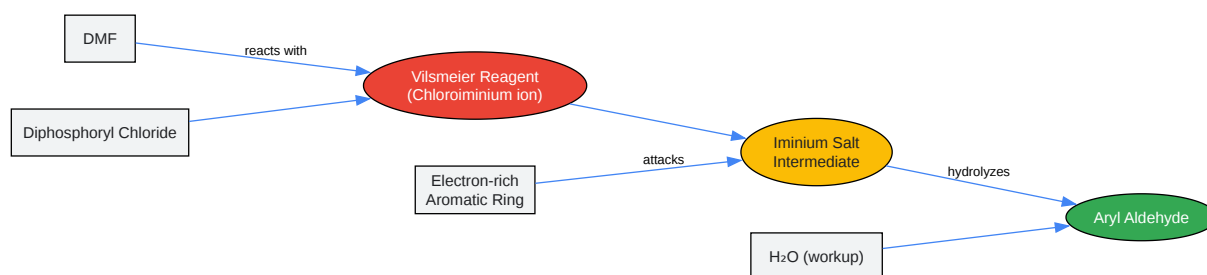 DMF
reacts with
Vilsmeier Reagent
(Chloroiminium ion)
Diphosphoryl Chloride
Electron-rich
Aromatic Ring
attacks
Iminium Salt
Intermediate
hydrolyzes
Aryl Aldehyde
H₂O (workup)